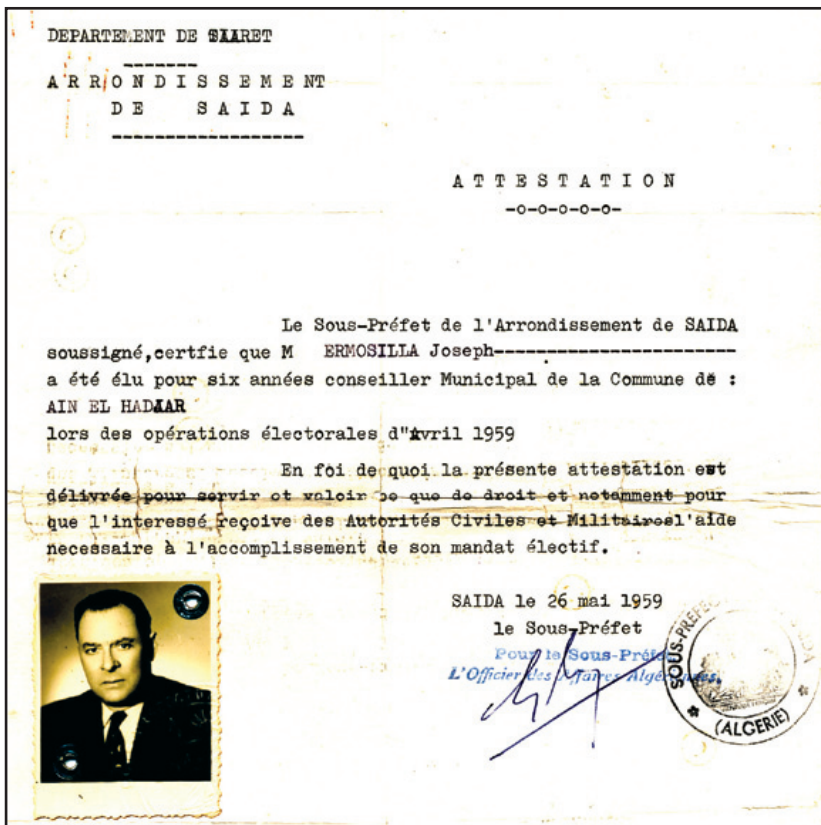 DEPARTEMENT DE TIARET
-------
ARRONDISSEMENT
DE SAIDA
------------------
ATTESTATION
-o-o-o-o-o-
Le Sous-Préfet de l'Arrondissement de SAIDA
soussigné,certfie que M ERMOSILLA Joseph-----------------------
a été élu pour six années conseiller Municipal de la Commune de :
AIN EL HADJAR
lors des opérations électorales d"Avril 1959
En foi de quoi la présente attestation est
délivrée pour servir et valoir ce que de droit et notamment pour
que l'interessé reçoive des Autorités Civiles et Militaires l'aide
necessaire à l'accomplissement de son mandat électif.
SAIDA le 26 mai 1959
le Sous-Préfet
Pour le Sous-Préfet
L'Officier des Affaires Algériennes.
SOUS-PREFEC
(ALGERIE)